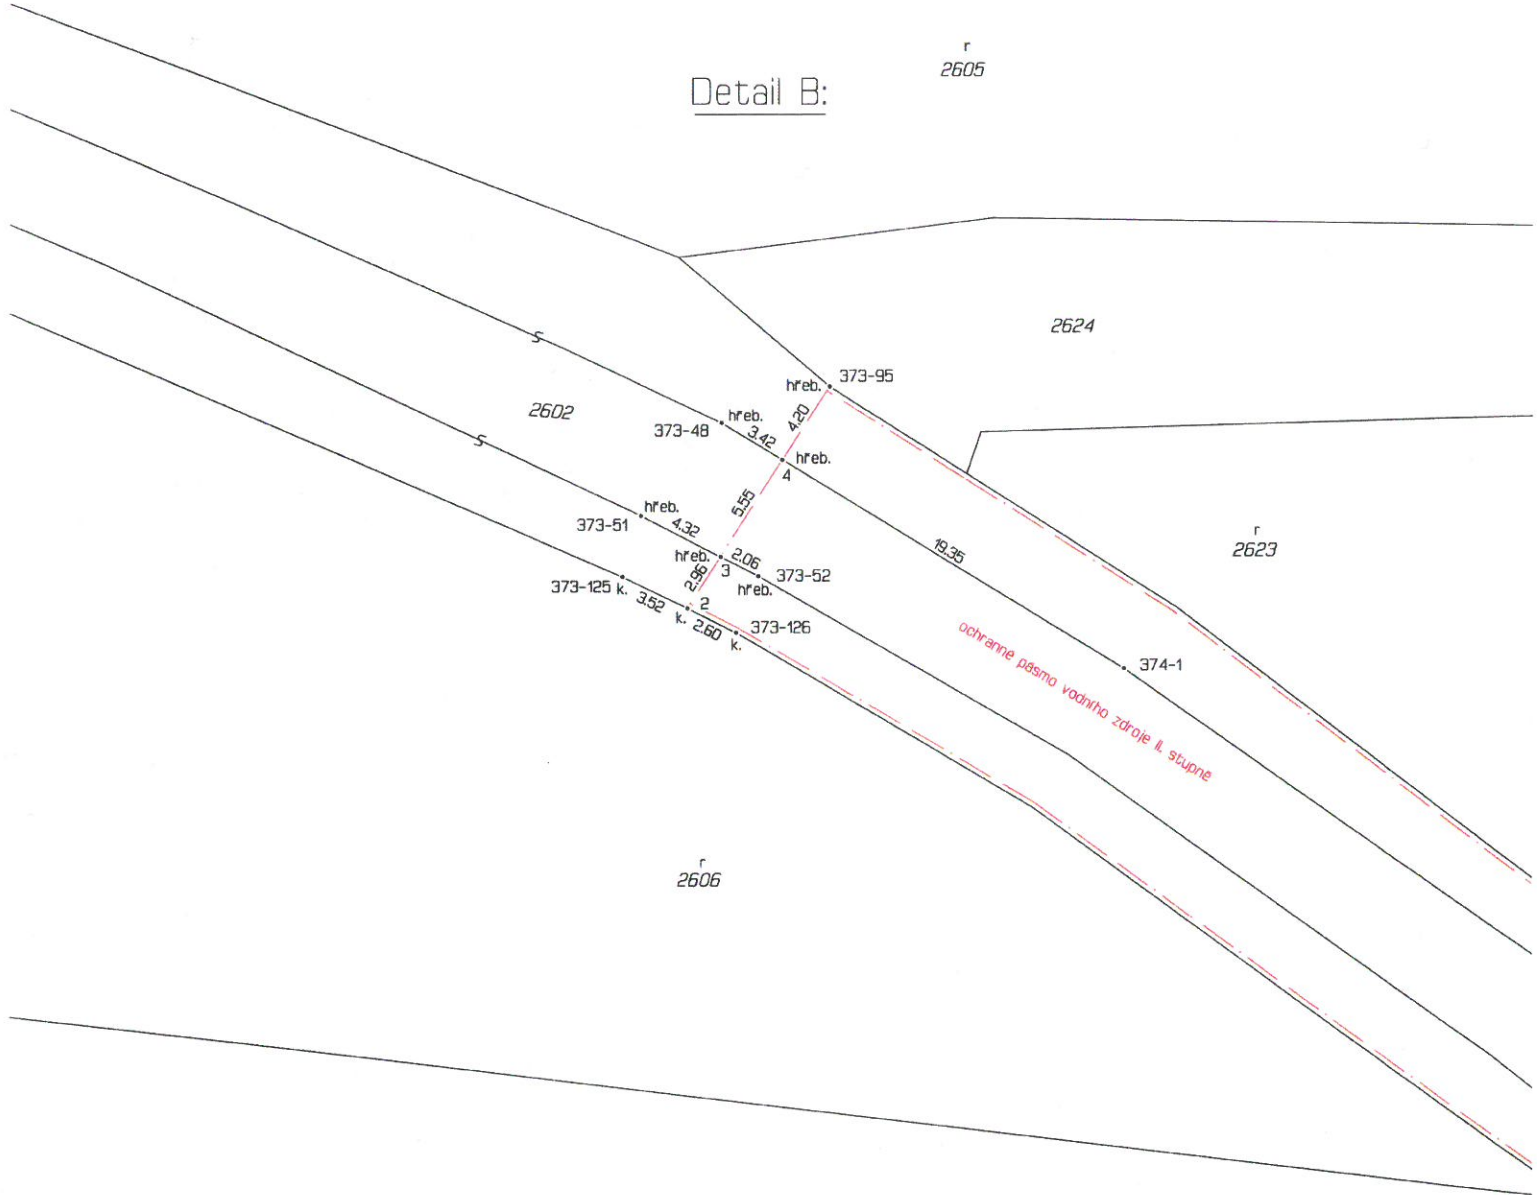 r
2605
Detail B:
2624
373-95
hřeb.
4.20
2602
hřeb.
373-48
3.42
hřeb.
4
S
S
5.55
hřeb.
373-51
4.32
19.35
r
2623
hřeb.
2.06
3
373-52
hřeb.
2.96
373-125 k.
3.52
2
k.
2.60
373-126
k.
374-1
ochranné pásmo vodního zdroje II. stupně
r
2606